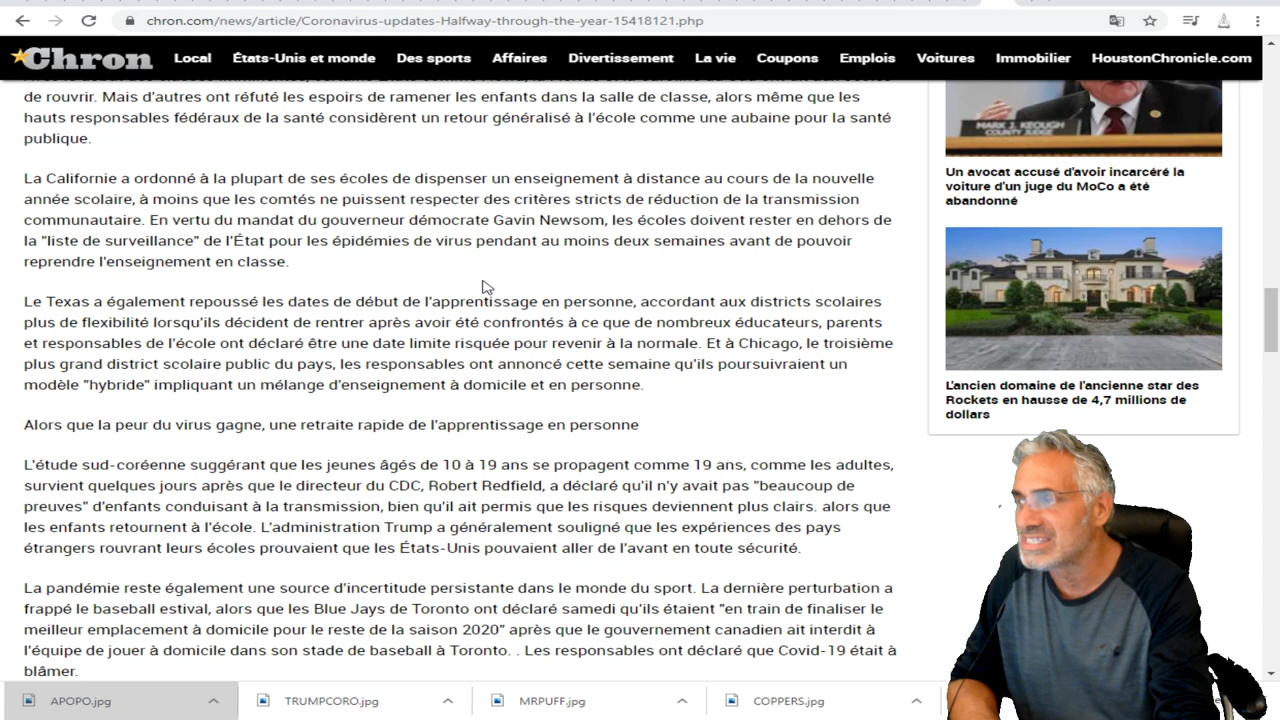 chron.com/news/article/Coronavirus-updates-Halfway-through-the-year-15418121.php
Chron
Local
États-Unis et monde
Des sports
Affaires
Divertissement
La vie
Coupons
Emplois
Voitures
Immobilier
HoustonChronicle.com
de rouvrir. Mais d'autres ont réfuté les espoirs de ramener les enfants dans la salle de classe, alors même que les
hauts responsables fédéraux de la santé considèrent un retour généralisé à l'école comme une aubaine pour la santé
publique.
La Californie a ordonné à la plupart de ses écoles de dispenser un enseignement à distance au cours de la nouvelle
année scolaire, à moins que les comtés ne puissent respecter des critères stricts de réduction de la transmission
communautaire. En vertu du mandat du gouverneur démocrate Gavin Newsom, les écoles doivent rester en dehors de
la "liste de surveillance" de l'État pour les épidémies de virus pendant au moins deux semaines avant de pouvoir
reprendre l'enseignement en classe.
Le Texas a également repoussé les dates de début de l'apprentissage en personne, accordant aux districts scolaires
plus de flexibilité lorsqu'ils décident de rentrer après avoir été confrontés à ce que de nombreux éducateurs, parents
et responsables de l'école ont déclaré être une date limite risquée pour revenir à la normale. Et à Chicago, le troisième
plus grand district scolaire public du pays, les responsables ont annoncé cette semaine qu'ils poursuivraient un
modèle "hybride" impliquant un mélange d'enseignement à domicile et en personne.
Alors que la peur du virus gagne, une retraite rapide de l'apprentissage en personne
L'étude sud-coréenne suggérant que les jeunes âgés de 10 à 19 ans se propagent comme 19 ans, comme les adultes,
survient quelques jours après que le directeur du CDC, Robert Redfield, a déclaré qu'il n'y avait pas "beaucoup de
preuves" d'enfants conduisant à la transmission, bien qu'il ait permis que les risques deviennent plus clairs. alors que
les enfants retournent à l'école. L'administration Trump a généralement souligné que les expériences des pays
étrangers rouvrant leurs écoles prouvaient que les États-Unis pouvaient aller de l'avant en toute sécurité.
La pandémie reste également une source d'incertitude persistante dans le monde du sport. La dernière perturbation a
frappé le baseball estival, alors que les Blue Jays de Toronto ont déclaré samedi qu'ils étaient "en train de finaliser le
meilleur emplacement à domicile pour le reste de la saison 2020" après que le gouvernement canadien ait interdit à
l'équipe de jouer à domicile dans son stade de baseball à Toronto. . Les responsables ont déclaré que Covid-19 était à
blâmer.
MARK J. KEOUGH
COUNTY JUDGE
Un avocat accusé d'avoir incarcéré la
voiture d'un juge du MoCo a été
abandonné
L'ancien domaine de l'ancienne star des
Rockets en hausse de 4,7 millions de
dollars
APOPO.jpg
TRUMPCORO.jpg
MRPUFF.jpg
COPPERS.jpg